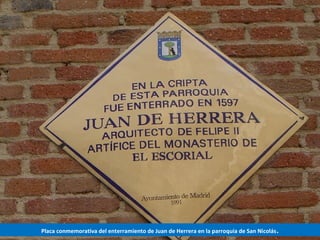 EN LA CRIPTA
DE ESTA PARROQUIA
FUE ENTERRADO EN 1597
JUAN DE HERRERA
ARQUITECTO DE FELIPE II
ARTÍFICE DEL MONASTERIO DE
EL ESCORIAL
Ayuntamiento de Madrid
1991
Placa conmemorativa del enterramiento de Juan de Herrera en la parroquia de San Nicolás.